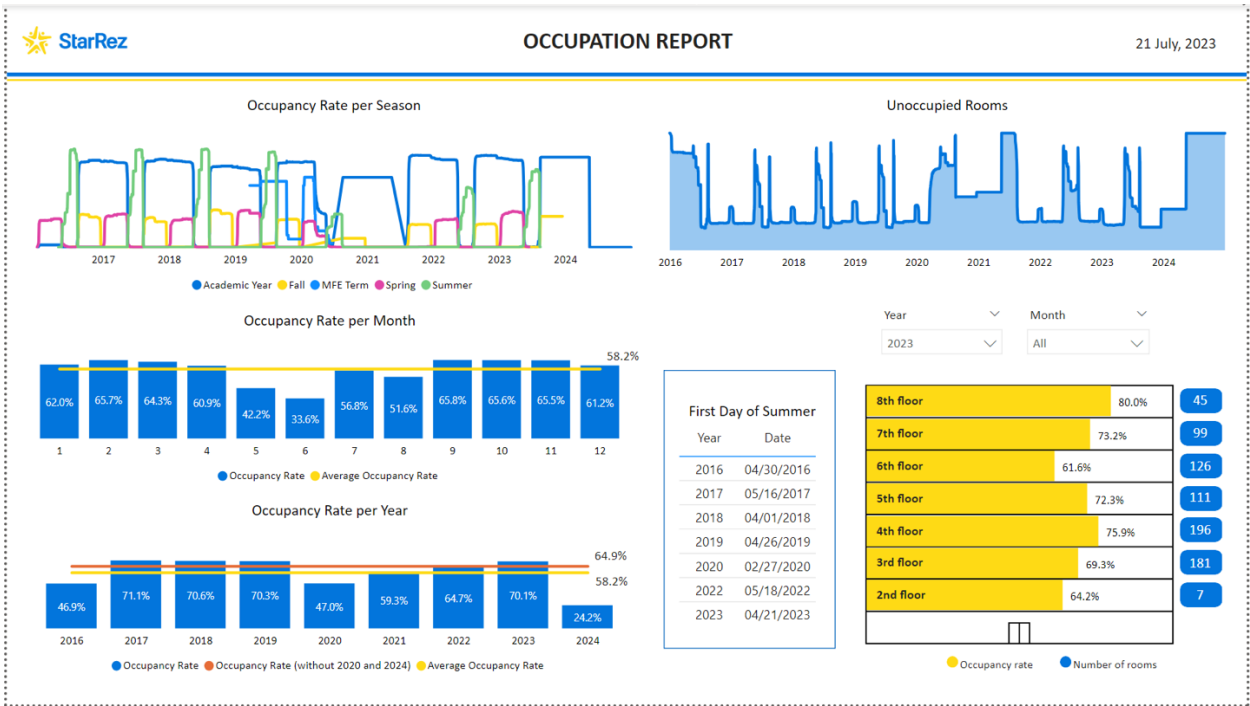 StarRez
OCCUPATION REPORT
21 July, 2023
Occupancy Rate per Season
2017 2018 2019 2020 2021 2022 2023 2024
Academic Year Fall MFE Term Spring Summer
Unoccupied Rooms
2016 2017 2018 2019 2020 2021 2022 2023 2024
Occupancy Rate per Month
58.2%
62.0% 65.7% 64.3% 60.9% 42.2% 33.6% 56.8% 51.6% 65.8% 65.6% 65.5% 61.2%
1 2 3 4 5 6 7 8 9 10 11 12
Occupancy Rate Average Occupancy Rate
Occupancy Rate per Year
64.9%
58.2%
46.9% 71.1% 70.6% 70.3% 47.0% 59.3% 64.7% 70.1% 24.2%
2016 2017 2018 2019 2020 2021 2022 2023 2024
Occupancy Rate Occupancy Rate (without 2020 and 2024) Average Occupancy Rate
Year Month
2023 All
First Day of Summer
Year Date
2016 04/30/2016
2017 05/16/2017
2018 04/01/2018
2019 04/26/2019
2020 02/27/2020
2022 05/18/2022
2023 04/21/2023
8th floor 80.0% 45
7th floor 73.2% 99
6th floor 61.6% 126
5th floor 72.3% 111
4th floor 75.9% 196
3rd floor 69.3% 181
2nd floor 64.2% 7
Occupancy rate Number of rooms